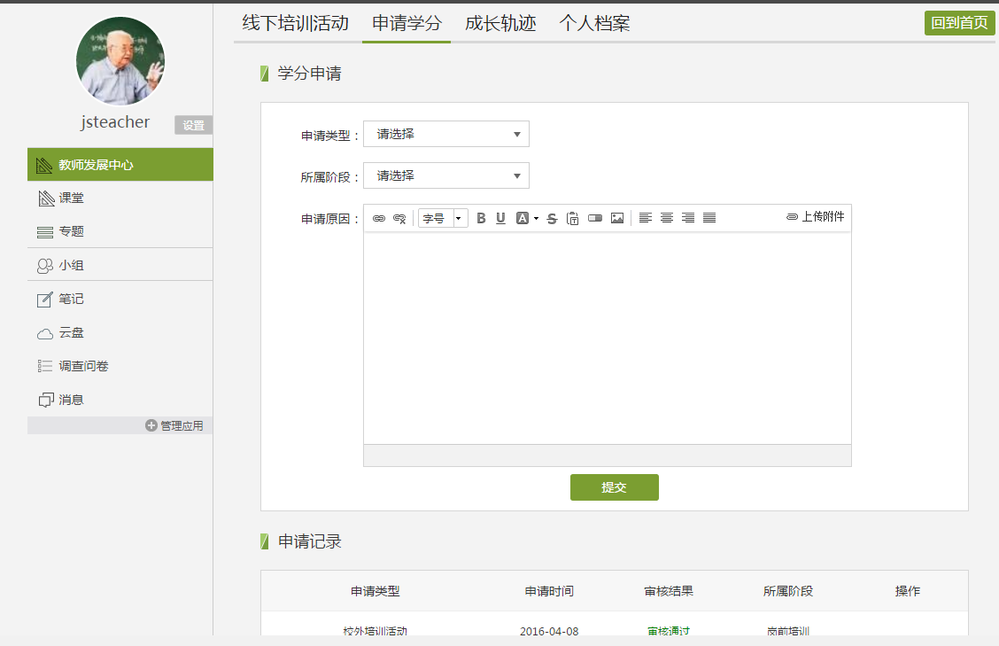 线下培训活动 申请学分 成长轨迹 个人档案 回到首页
jsteacher
设置
教师发展中心
课堂
专题
小组
笔记
云盘
调查问卷
消息
管理应用
学分申请
申请类型： 请选择
所属阶段： 请选择
申请原因： 字号 B U A S 上传附件
提交
申请记录
申请类型 申请时间 审核结果 所属阶段 操作
校外培训活动 2016-04-08 审核通过 岗前培训